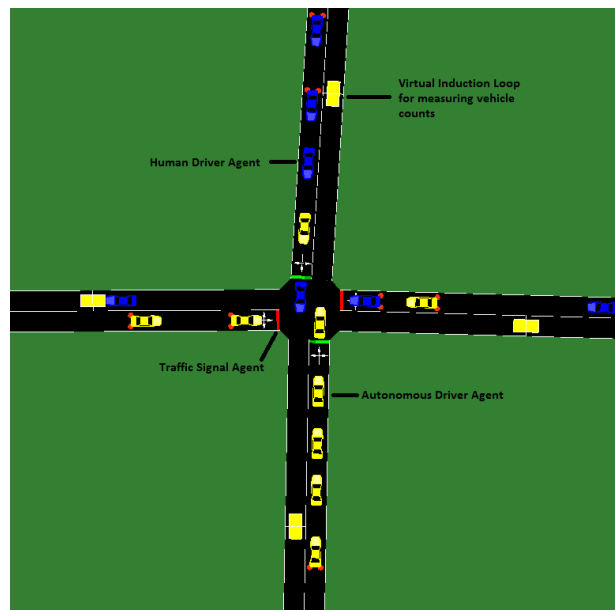 Virtual Induction Loop
for measuring vehicle
counts
Human Driver Agent
Traffic Signal Agent
Autonomous Driver Agent